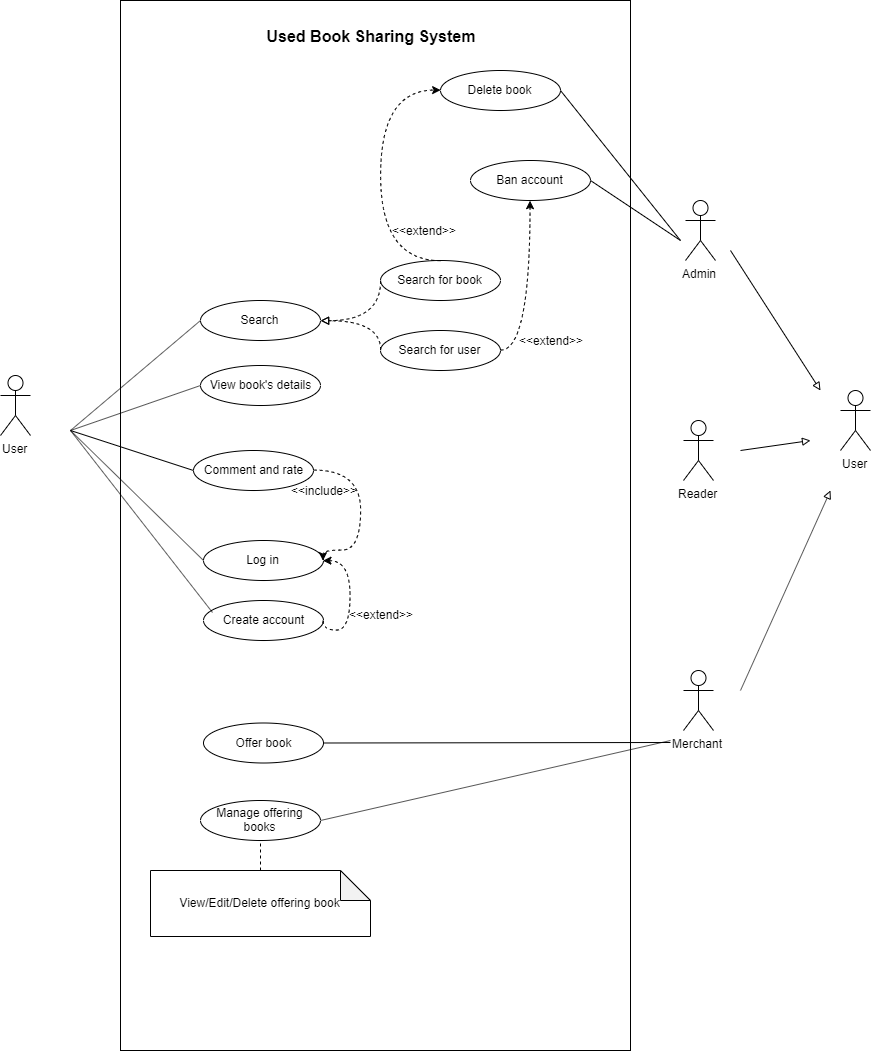 Used Book Sharing System
Delete book
Ban account
<<extend>>
Admin
Search for book
Search
Search for user
<<extend>>
View book's details
User
User
Comment and rate
<<include>>
Reader
Log in
Create account
<<extend>>
Offer book
Merchant
Manage offering
books
View/Edit/Delete offering book